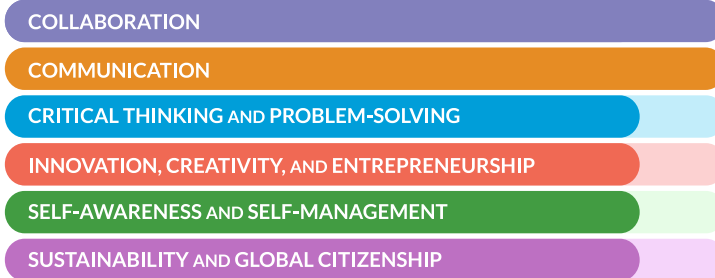 COLLABORATION
COMMUNICATION
CRITICAL THINKING AND PROBLEM-SOLVING
INNOVATION, CREATIVITY, AND ENTREPRENEURSHIP
SELF-AWARENESS AND SELF-MANAGEMENT
SUSTAINABILITY AND GLOBAL CITIZENSHIP